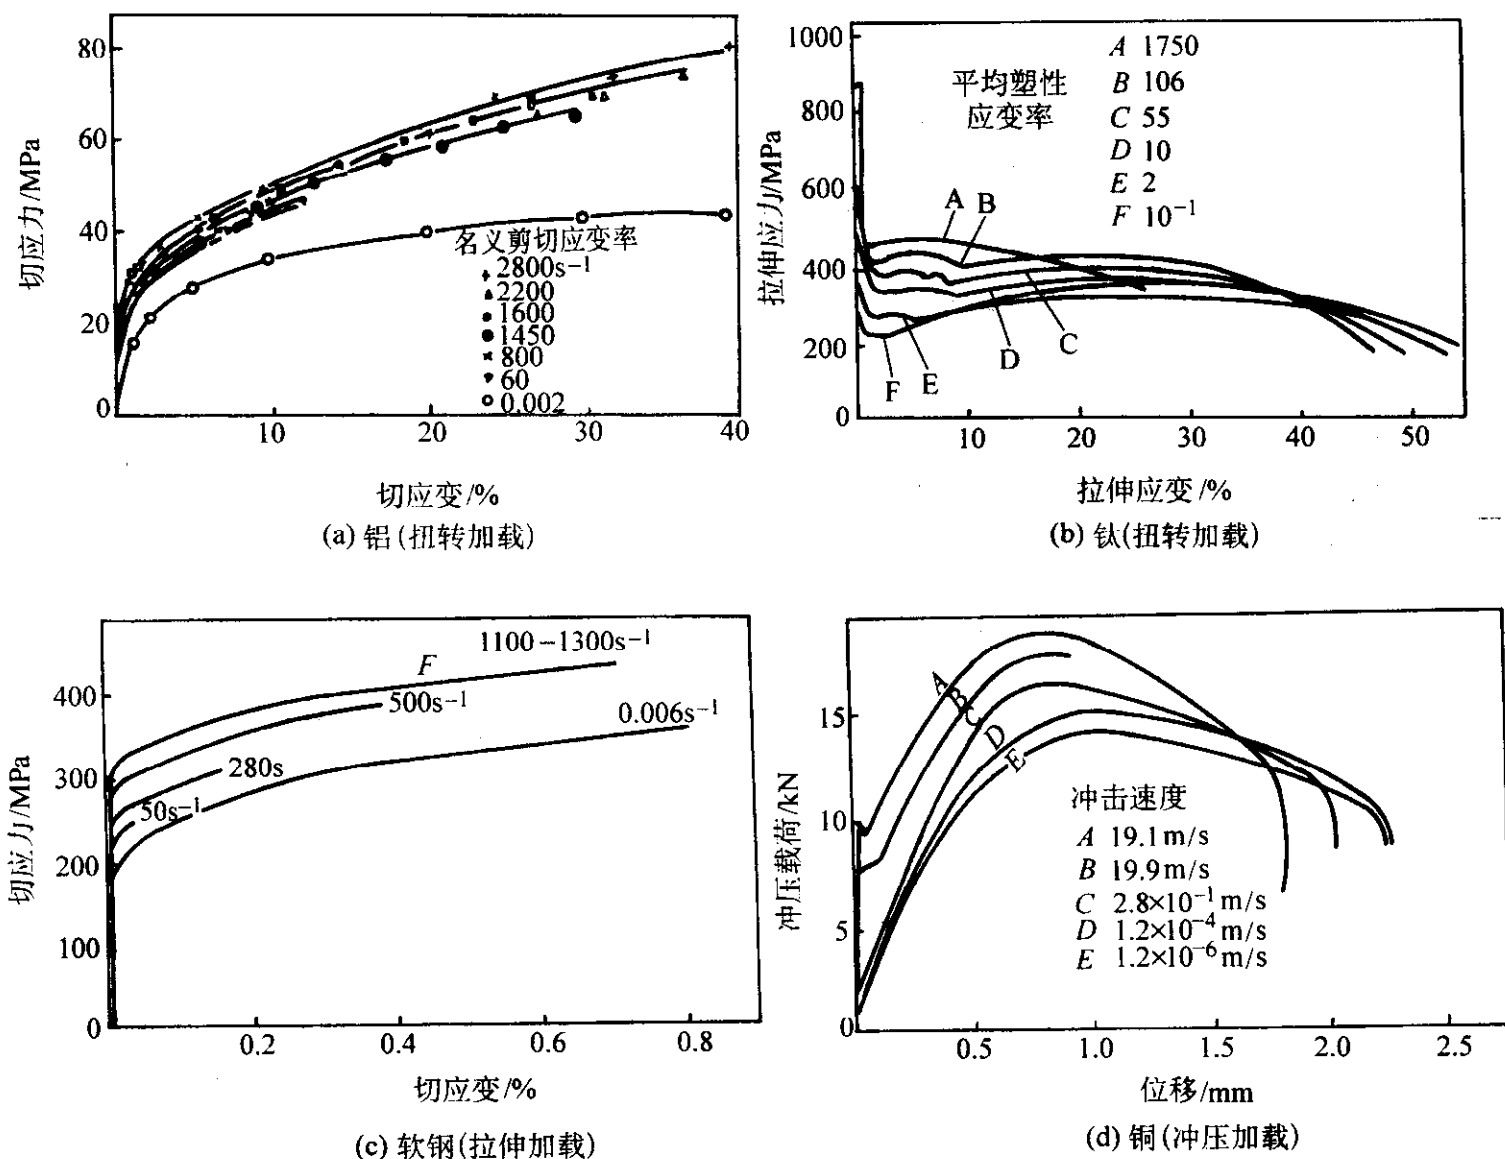 80
60
40
20
0
切应力/MPa
名义剪切应变率
2800s⁻¹
2200
1600
1450
800
60
0.002
10
20
30
40
切应变/%
(a) 铝(扭转加载)
1000
800
600
400
200
0
拉伸应力/MPa
平均塑性
应变率
A 1750
B 106
C 55
D 10
E 2
F 10⁻¹
A
B
C
D
E
F
10
20
30
40
50
拉伸应变/%
(b) 钛(扭转加载)
400
300
200
100
0
切应力/MPa
1100-1300s⁻¹
F
500s⁻¹
0.006s⁻¹
280s
50s⁻¹
0.2
0.4
0.6
0.8
切应变/%
(c) 软钢(拉伸加载)
15
10
5
0
冲压载荷/kN
A
B
C
D
E
冲击速度
A 19.1m/s
B 19.9m/s
C 2.8×10⁻¹m/s
D 1.2×10⁻⁴m/s
E 1.2×10⁻⁶m/s
0.5
1.0
1.5
2.0
2.5
位移/mm
(d) 铜(冲压加载)